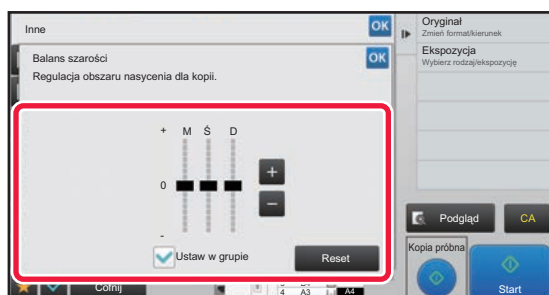 Inne
OK
Balans szarości
OK
Regulacja obszaru nasycenia dla kopii.
+ M Ś D
0
-
+
−
Ustaw w grupie
Reset
Cofnij
4 A3
A4
Oryginał
Zmień format/kierunek
Ekspozycja
Wybierz rodzaj/ekspozycję
Podgląd
CA
Kopia próbna
Start